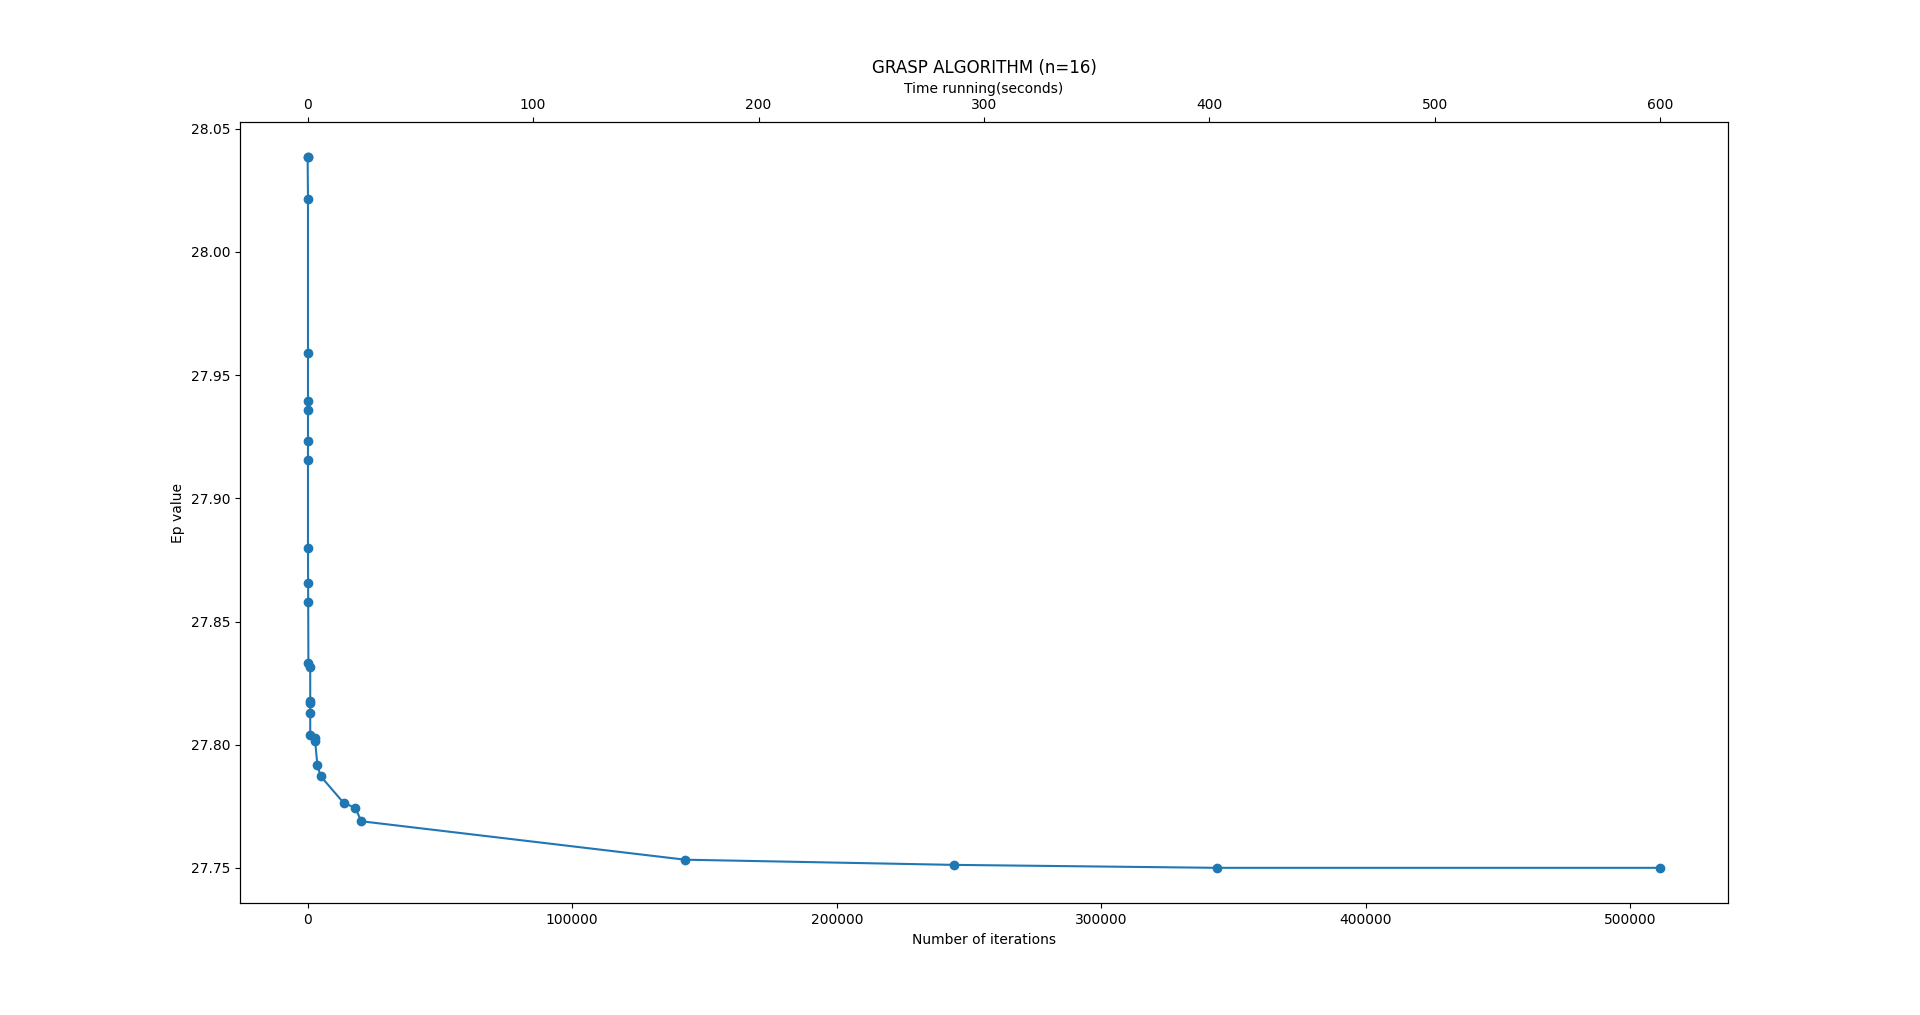 GRASP ALGORITHM (n=16)
Time running(seconds)
0 100 200 300 400 500 600
28.05
28.00
27.95
27.90
27.85
27.80
27.75
Ep value
0 100000 200000 300000 400000 500000
Number of iterations